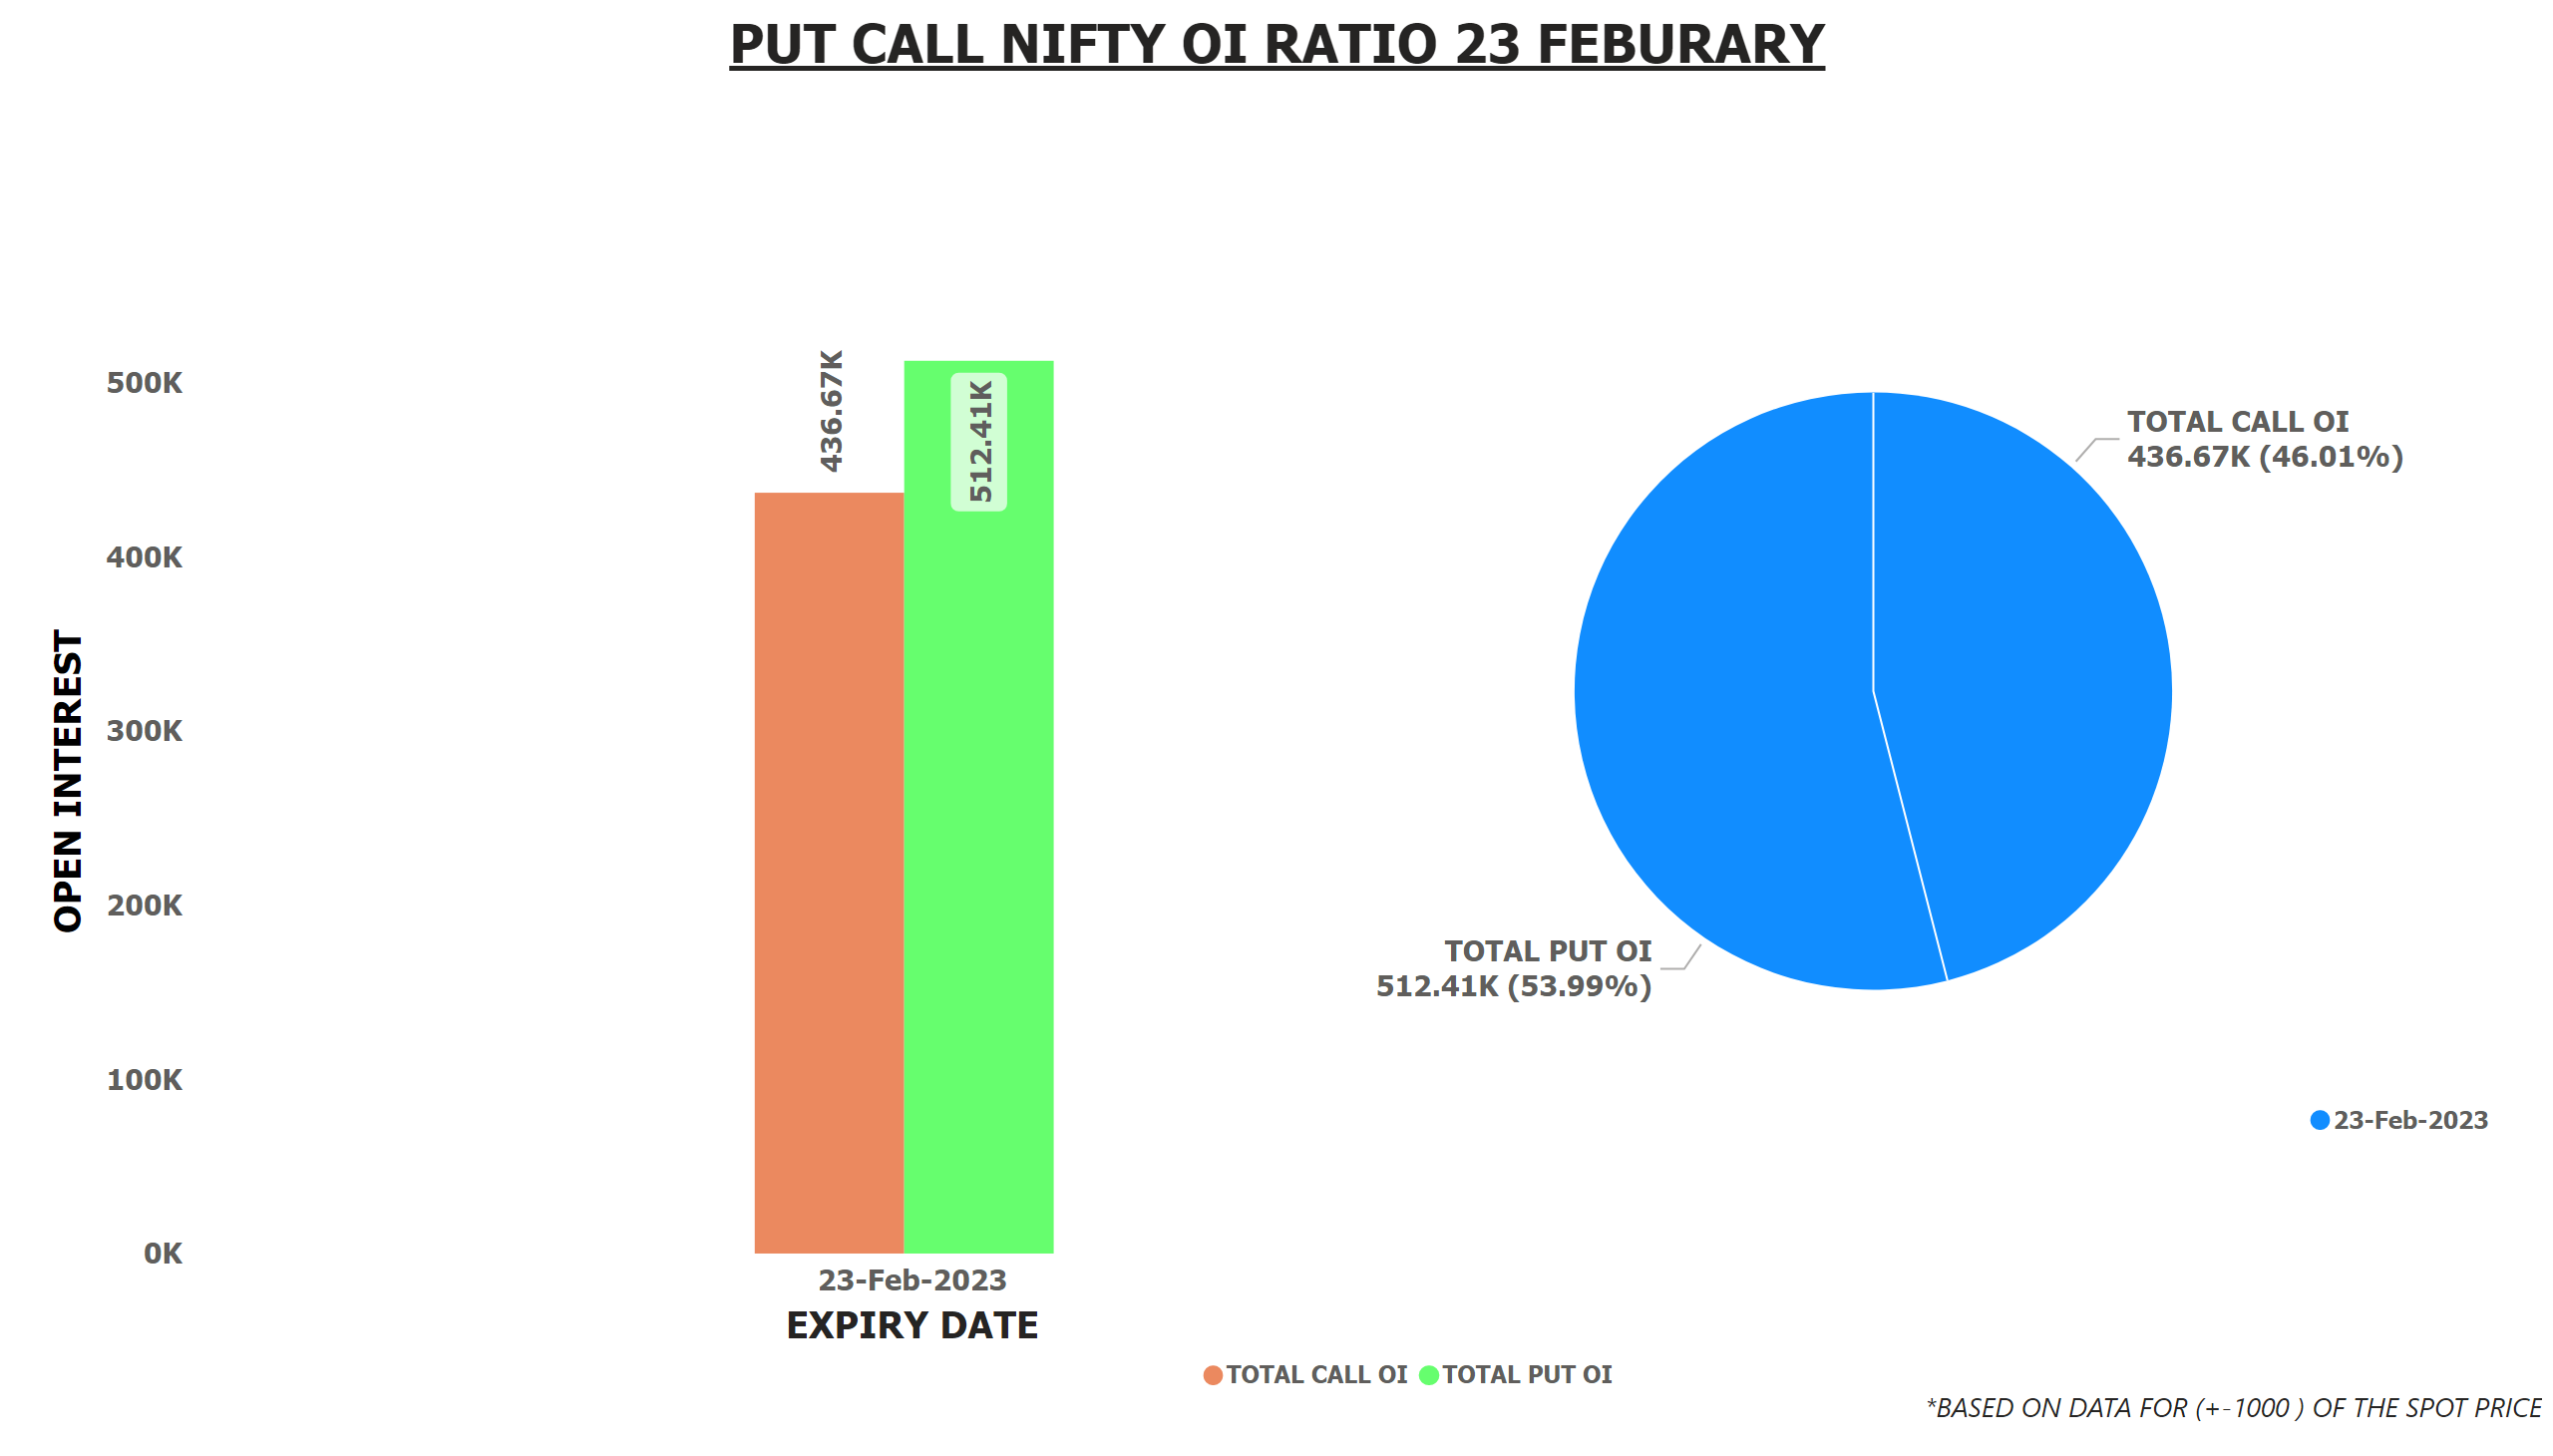 PUT CALL NIFTY OI RATIO 23 FEBURARY
OPEN INTEREST
500K
400K
300K
200K
100K
0K
436.67K
512.41K
23-Feb-2023
EXPIRY DATE
TOTAL CALL OI
TOTAL PUT OI
TOTAL CALL OI
436.67K (46.01%)
TOTAL PUT OI
512.41K (53.99%)
23-Feb-2023
*BASED ON DATA FOR (+-1000 ) OF THE SPOT PRICE